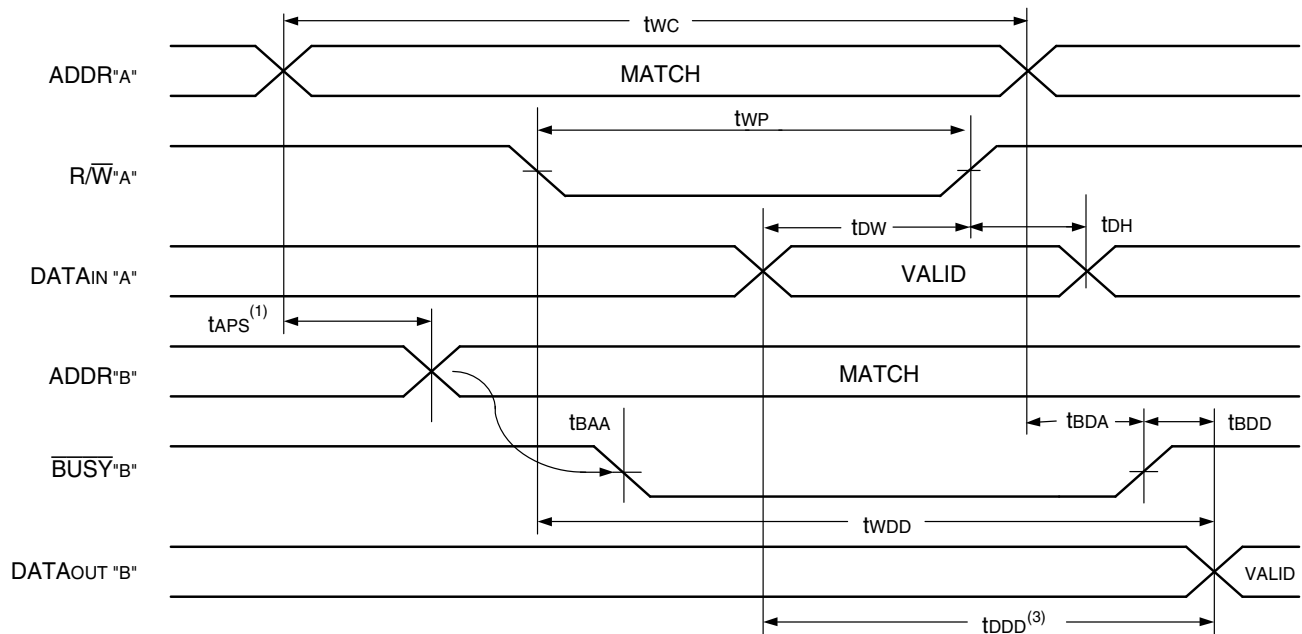 tWC
ADDR"A"
MATCH
tWP
R/W"A"
tDW
tDH
DATAIN "A"
VALID
tAPS(1)
ADDR"B"
MATCH
tBAA
tBDA
tBDD
BUSY"B"
tWDD
DATAOUT "B"
VALID
tDDD(3)